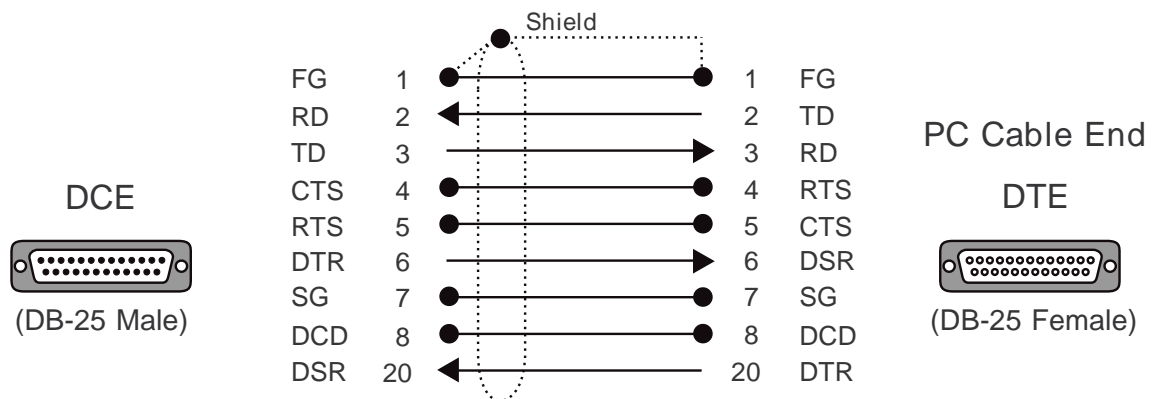 Shield
FG 1 1 FG
RD 2 2 TD
TD 3 3 RD
CTS 4 4 RTS
RTS 5 5 CTS
DTR 6 6 DSR
SG 7 7 SG
DCD 8 8 DCD
DSR 20 20 DTR
DCE
(DB-25 Male)
PC Cable End
DTE
(DB-25 Female)